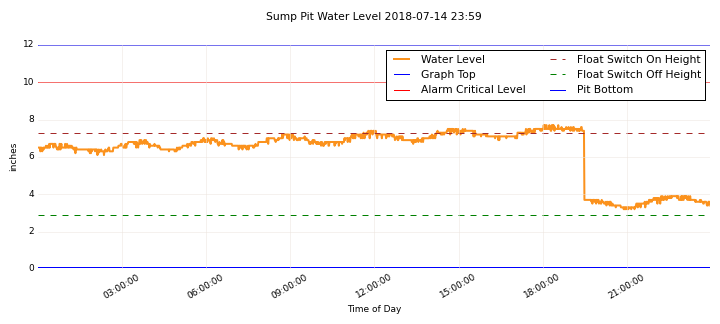 Sump Pit Water Level 2018-07-14 23:59
12
10
8
6
4
2
0
inches
Water Level
Graph Top
Alarm Critical Level
Float Switch On Height
Float Switch Off Height
Pit Bottom
03:00:00
06:00:00
09:00:00
12:00:00
15:00:00
18:00:00
21:00:00
Time of Day